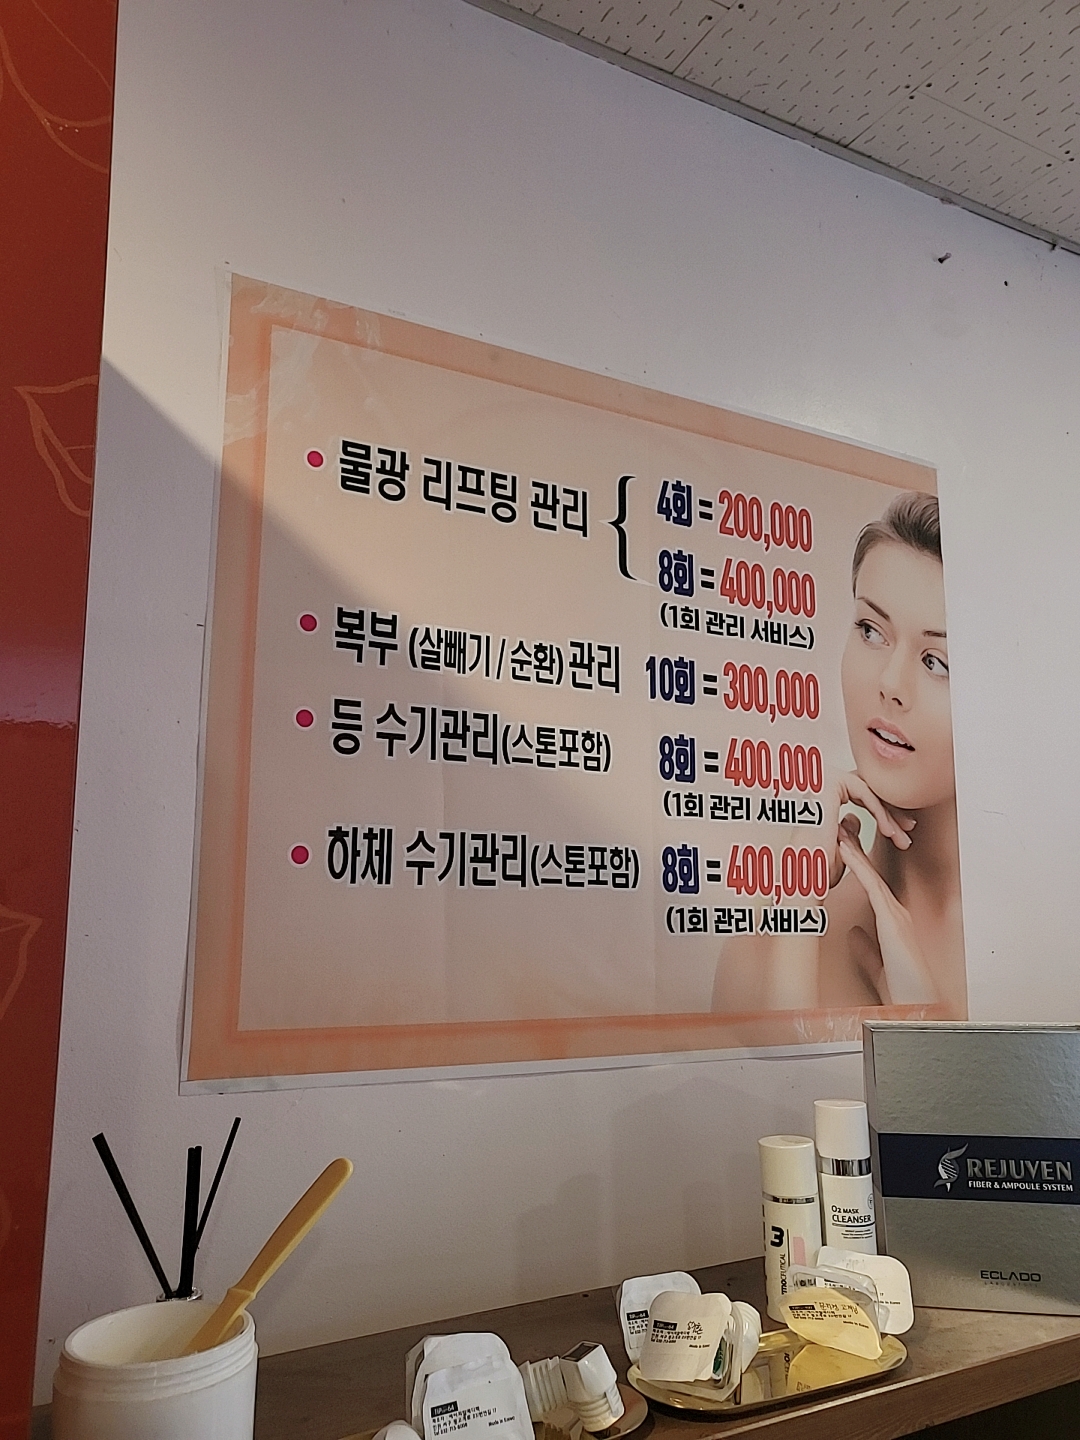 • 물광 리프팅 관리 { 4회 = 200,000
8회 = 400,000
(1회 관리 서비스)
• 복부 (살빼기 / 순환) 관리 10회 = 300,000
• 등 수기관리(스톤포함) 8회 = 400,000
(1회 관리 서비스)
• 하체 수기관리(스톤포함) 8회 = 400,000
(1회 관리 서비스)
REJUVEN
FIBER & AMPOULE SYSTEM
ECLADO
O2 MASK
CLEANSER
3
Made in Korea